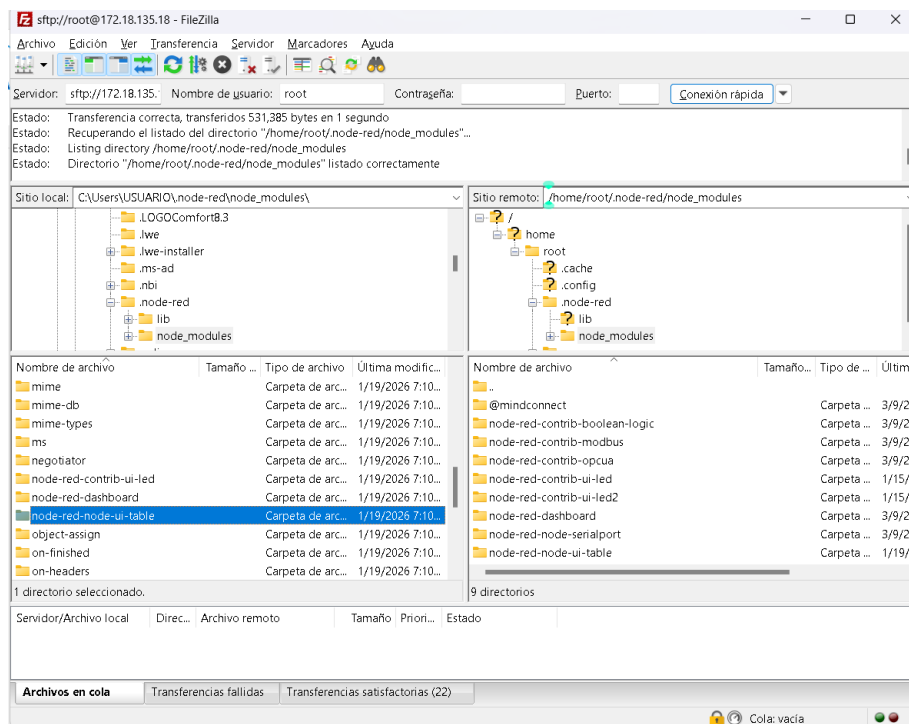 sftp://root@172.18.135.18 - FileZilla
Archivo Edición Ver Transferencia Servidor Marcadores Ayuda
Servidor: sftp://172.18.135. Nombre de usuario: root Contraseña: Puerto: Conexión rápida
Estado: Transferencia correcta, transferidos 531,385 bytes en 1 segundo
Estado: Recuperando el listado del directorio "/home/root/.node-red/node_modules"...
Estado: Listing directory /home/root/.node-red/node_modules
Estado: Directorio "/home/root/.node-red/node_modules" listado correctamente
Sitio local: C:\Users\USUARIO\.node-red\node_modules\
.LOGOComfort8.3
.lwe
.lwe-installer
.ms-ad
.nbi
.node-red
lib
node_modules
Sitio remoto: /home/root/.node-red/node_modules
/
home
root
.cache
.config
.node-red
lib
node_modules
Nombre de archivo Tamaño ... Tipo de archivo Última modific...
mime Carpeta de arc... 1/19/2026 7:10...
mime-db Carpeta de arc... 1/19/2026 7:10...
mime-types Carpeta de arc... 1/19/2026 7:10...
ms Carpeta de arc... 1/19/2026 7:10...
negotiator Carpeta de arc... 1/19/2026 7:10...
node-red-contrib-ui-led Carpeta de arc... 1/19/2026 7:10...
node-red-dashboard Carpeta de arc... 1/19/2026 7:10...
node-red-node-ui-table Carpeta de arc... 1/19/2026 7:10...
object-assign Carpeta de arc... 1/19/2026 7:10...
on-finished Carpeta de arc... 1/19/2026 7:10...
on-headers Carpeta de arc... 1/19/2026 7:10...
1 directorio seleccionado.
Nombre de archivo Tamaño... Tipo de ... Últim
..
@mindconnect Carpeta ... 3/9/2
node-red-contrib-boolean-logic Carpeta ... 3/9/2
node-red-contrib-modbus Carpeta ... 3/9/2
node-red-contrib-opcua Carpeta ... 3/9/2
node-red-contrib-ui-led Carpeta ... 1/15/
node-red-contrib-ui-led2 Carpeta ... 1/15/
node-red-dashboard Carpeta ... 3/9/2
node-red-node-serialport Carpeta ... 3/9/2
node-red-node-ui-table Carpeta ... 1/19/
9 directorios
Servidor/Archivo local Direc... Archivo remoto Tamaño Priori... Estado
Archivos en cola Transferencias fallidas Transferencias satisfactorias (22)
Cola: vacía